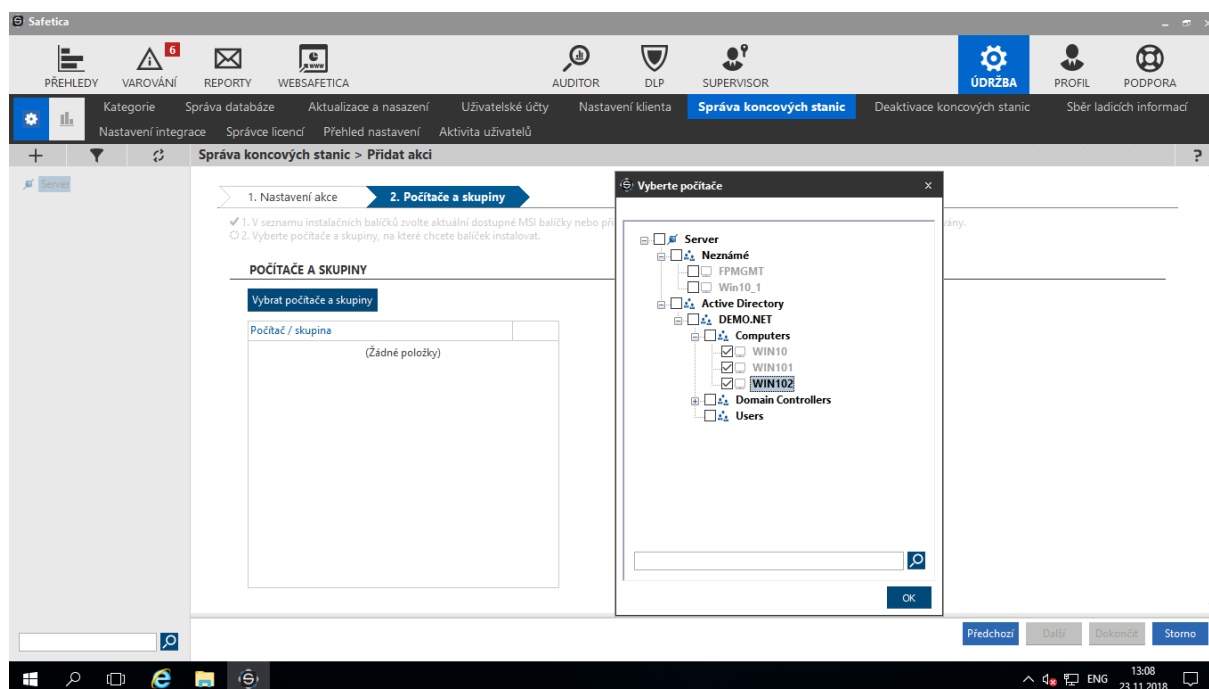 Safetica
6
PŘEHLEDY VAROVÁNÍ REPORTY WEBSAFETICA AUDITOR DLP SUPERVISOR ÚDRŽBA PROFIL PODPORA
Kategorie Správa databáze Aktualizace a nasazení Uživatelské účty Nastavení klienta Správa koncových stanic Deaktivace koncových stanic Sběr ladicích informací
Nastavení integrace Správce licencí Přehled nastavení Aktivita uživatelů
Správa koncových stanic > Přidat akci ?
Server
1. Nastavení akce 2. Počítače a skupiny
1. V seznamu instalačních balíčků zvolte aktuální dostupné MSI balíčky nebo
2. Vyberte počítače a skupiny, na které chcete balíček instalovat.
POČÍTAČE A SKUPINY
Vybrat počítače a skupiny
Počítač / skupina
(Žádné položky)
Vyberte počítače x
Server
Neznámé
FPMGMT
Win10_1
Active Directory
DEMO.NET
Computers
WIN10
WIN101
WIN102
Domain Controllers
Users
OK
Předchozí Další Dokončit Storno
ENG 13:08
23.11.2018